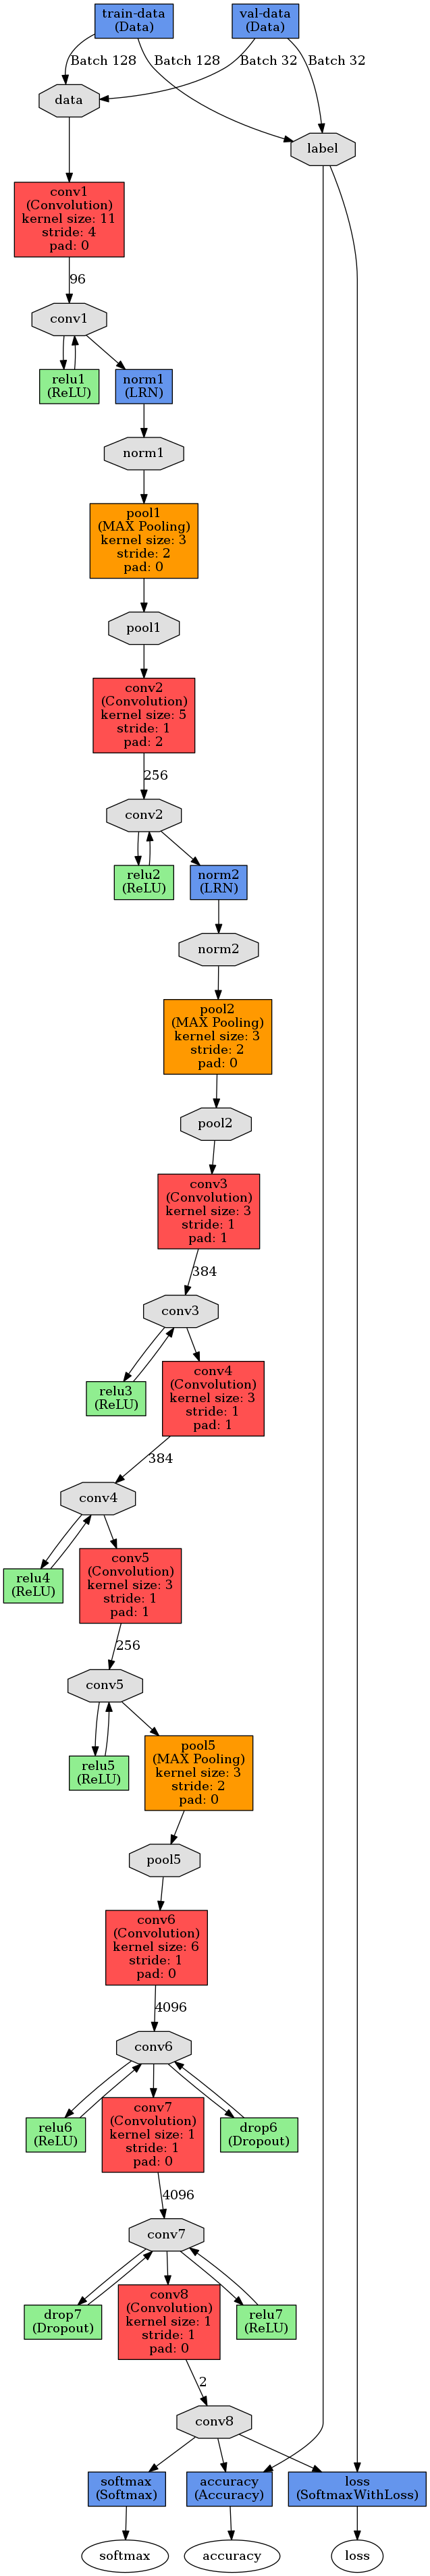 train-data
(Data)
val-data
(Data)
Batch 128
Batch 128
Batch 32
Batch 32
data
label
conv1
(Convolution)
kernel size: 11
stride: 4
pad: 0
96
conv1
relu1
(ReLU)
norm1
(LRN)
norm1
pool1
(MAX Pooling)
kernel size: 3
stride: 2
pad: 0
pool1
conv2
(Convolution)
kernel size: 5
stride: 1
pad: 2
256
conv2
relu2
(ReLU)
norm2
(LRN)
norm2
pool2
(MAX Pooling)
kernel size: 3
stride: 2
pad: 0
pool2
conv3
(Convolution)
kernel size: 3
stride: 1
pad: 1
384
conv3
relu3
(ReLU)
conv4
(Convolution)
kernel size: 3
stride: 1
pad: 1
384
conv4
relu4
(ReLU)
conv5
(Convolution)
kernel size: 3
stride: 1
pad: 1
256
conv5
relu5
(ReLU)
pool5
(MAX Pooling)
kernel size: 3
stride: 2
pad: 0
pool5
conv6
(Convolution)
kernel size: 6
stride: 1
pad: 0
4096
conv6
relu6
(ReLU)
conv7
(Convolution)
kernel size: 1
stride: 1
pad: 0
drop6
(Dropout)
4096
conv7
drop7
(Dropout)
conv8
(Convolution)
kernel size: 1
stride: 1
pad: 0
relu7
(ReLU)
2
conv8
softmax
(Softmax)
accuracy
(Accuracy)
loss
(SoftmaxWithLoss)
softmax
accuracy
loss